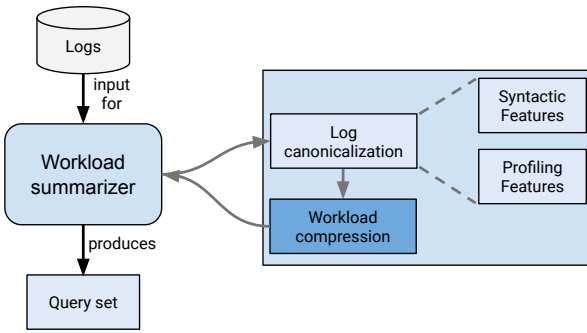 Logs
input
for
Workload
summarizer
produces
Query set
Log
canonicalization
Workload
compression
Syntactic
Features
Profiling
Features